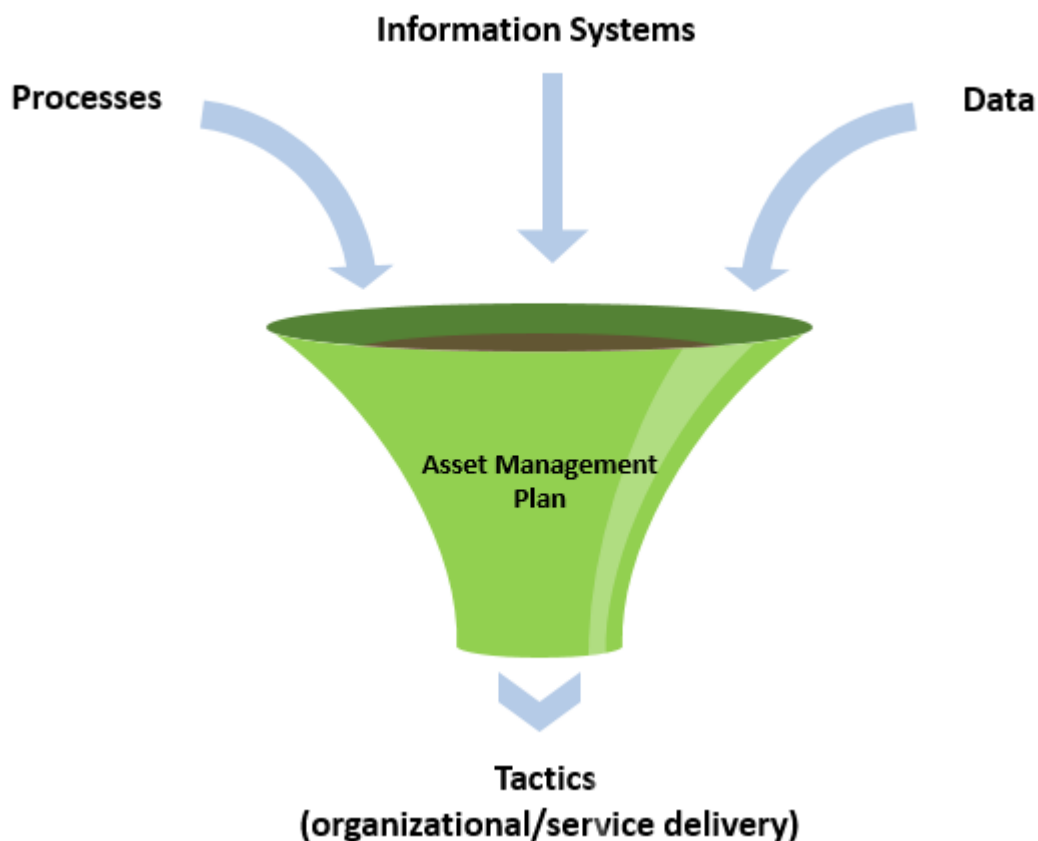 Information Systems
Processes
Data
Asset Management
Plan
Tactics
(organizational/service delivery)